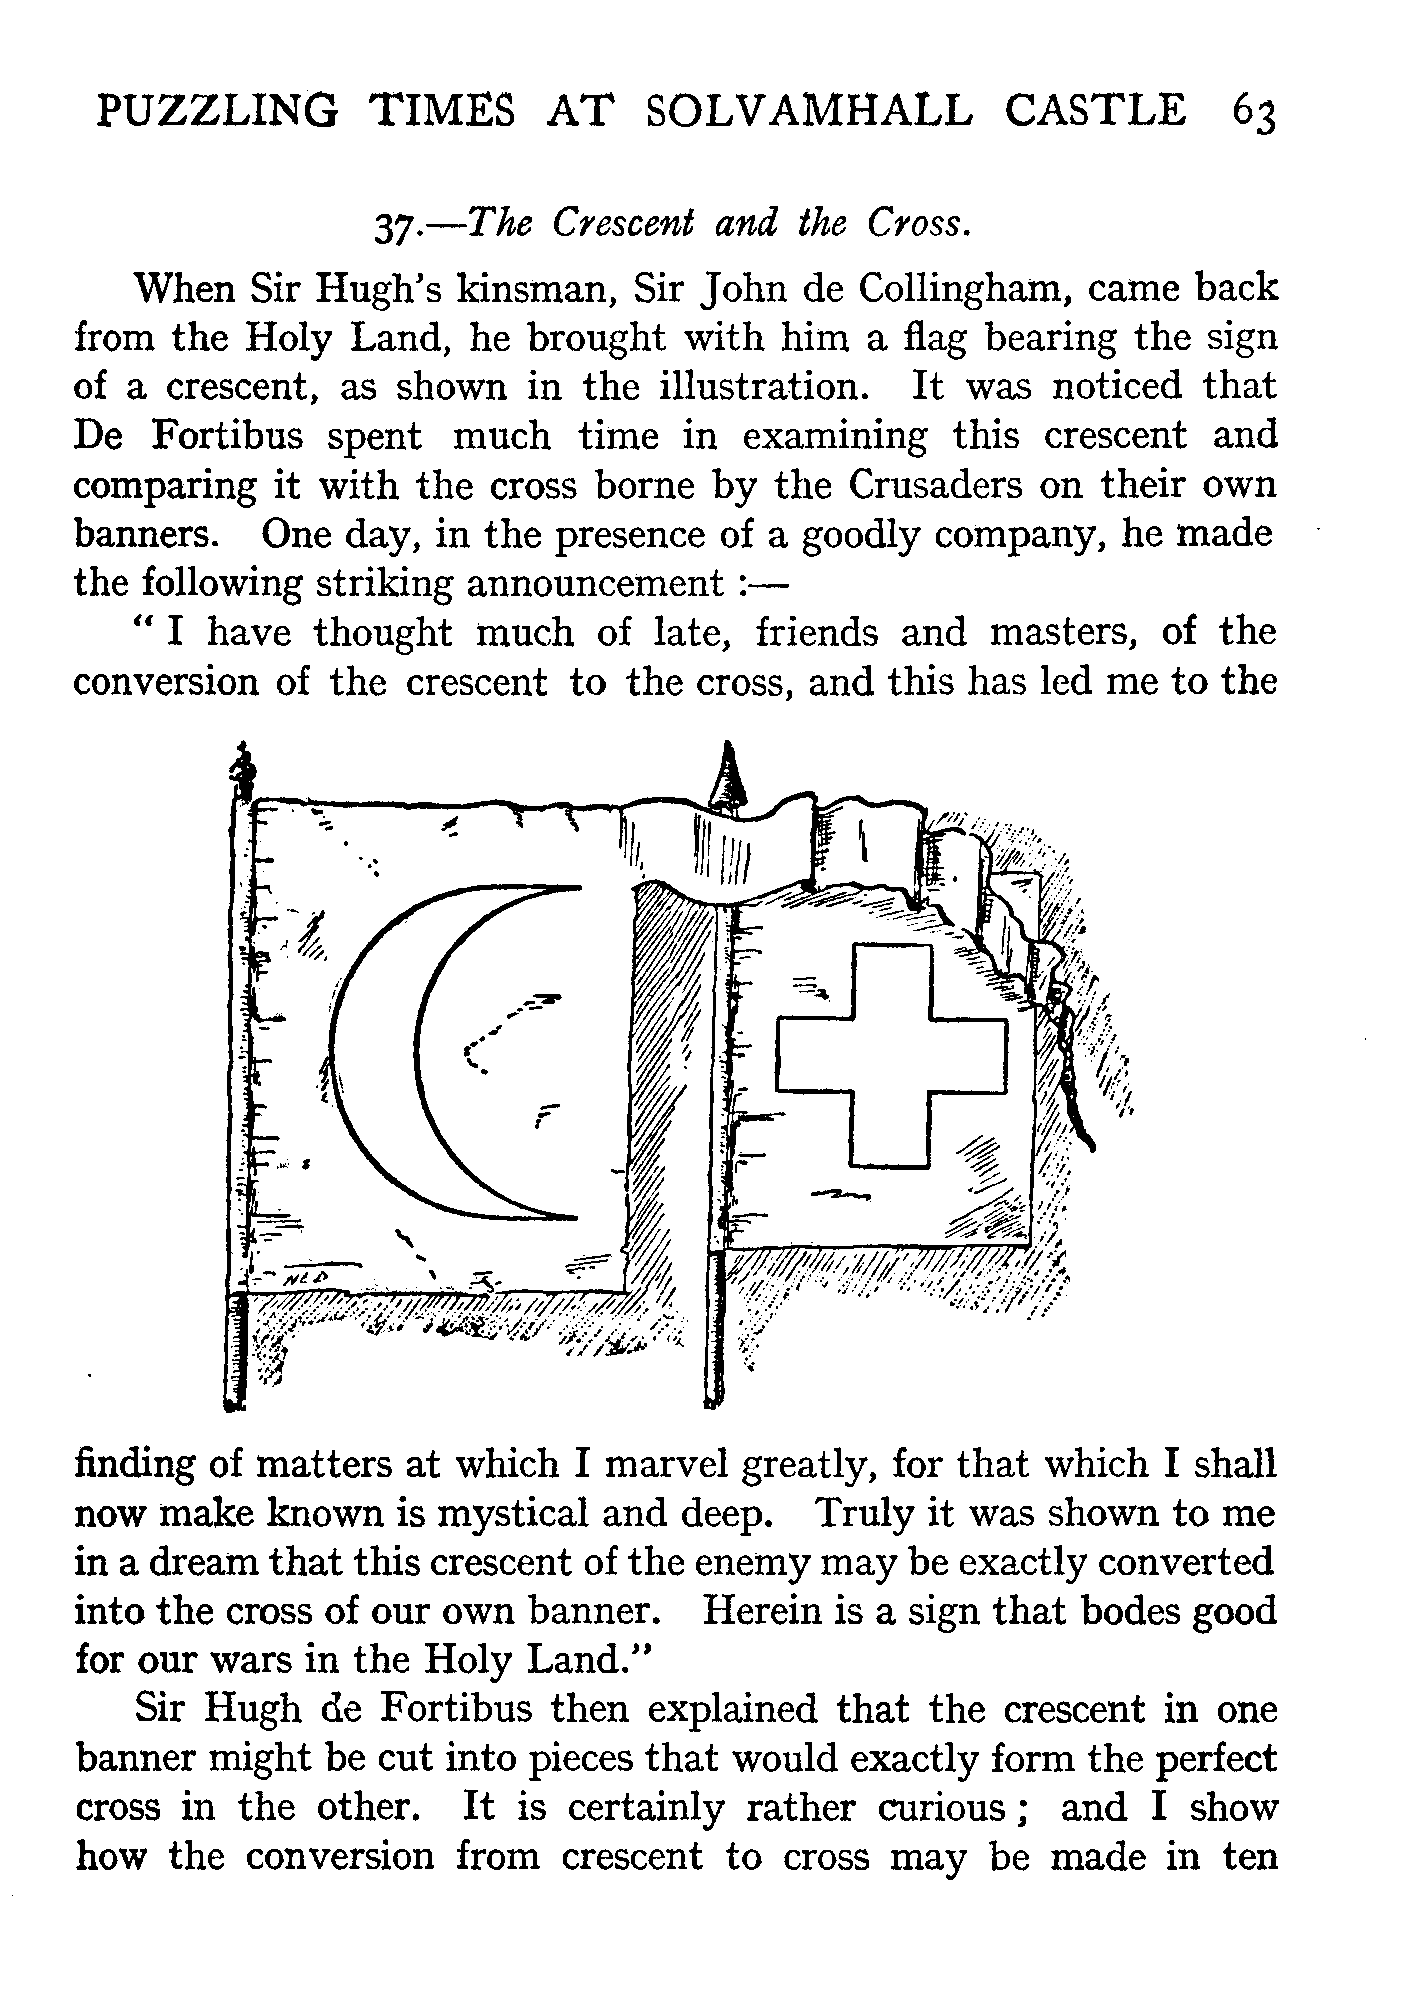 PUZZLING TIMES AT SOLVAMHALL CASTLE 63
37.—The Crescent and the Cross.
When Sir Hugh's kinsman, Sir John de Collingham, came back
from the Holy Land, he brought with him a flag bearing the sign
of a crescent, as shown in the illustration. It was noticed that
De Fortibus spent much time in examining this crescent and
comparing it with the cross borne by the Crusaders on their own
banners. One day, in the presence of a goodly company, he made
the following striking announcement :—
“ I have thought much of late, friends and masters, of the
conversion of the crescent to the cross, and this has led me to the
NLD
finding of matters at which I marvel greatly, for that which I shall
now make known is mystical and deep. Truly it was shown to me
in a dream that this crescent of the enemy may be exactly converted
into the cross of our own banner. Herein is a sign that bodes good
for our wars in the Holy Land.”
Sir Hugh de Fortibus then explained that the crescent in one
banner might be cut into pieces that would exactly form the perfect
cross in the other. It is certainly rather curious ; and I show
how the conversion from crescent to cross may be made in ten